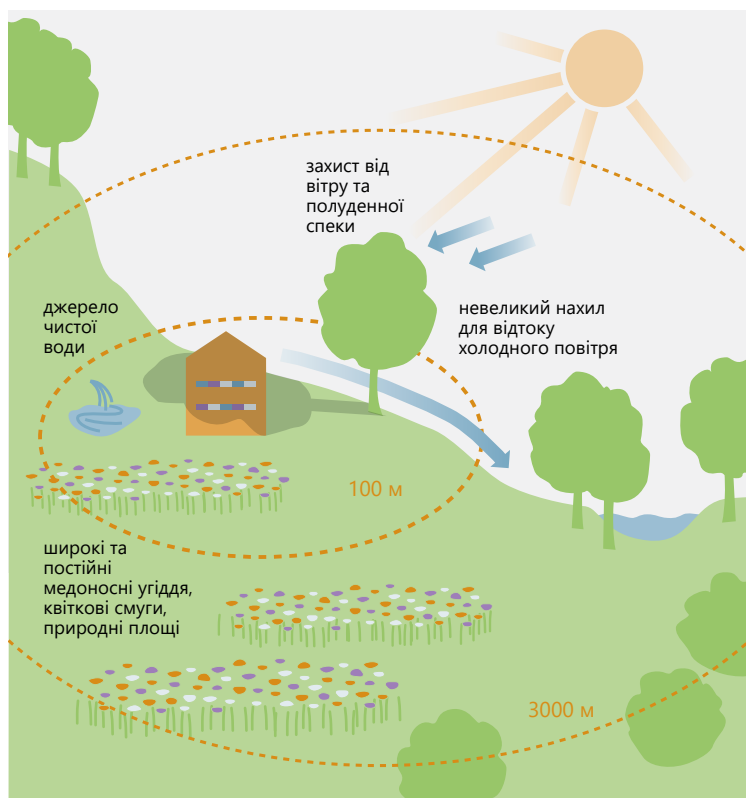 захист від
вітру та
полуденної
спеки
джерело
чистої
води
невеликий нахил
для відтоку
холодного повітря
100 м
широкі та
постійні
медоносні угіддя,
квіткові смуги,
природні площі
3000 м